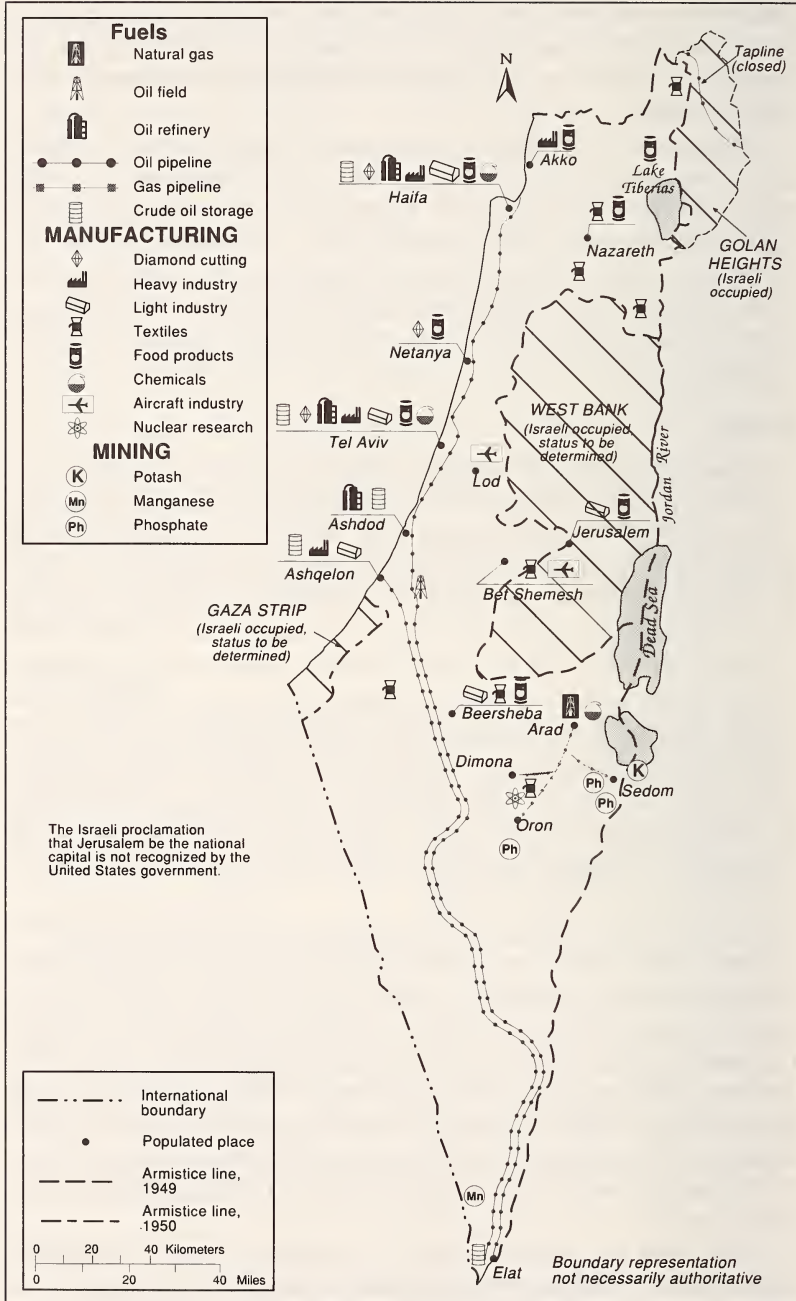 Fuels
Natural gas
Oil field
Oil refinery
Oil pipeline
Gas pipeline
Crude oil storage
MANUFACTURING
Diamond cutting
Heavy industry
Light industry
Textiles
Food products
Chemicals
Aircraft industry
Nuclear research
MINING
K Potash
Mn Manganese
Ph Phosphate
N
Tapline
(closed)
Akko
Haifa
Lake
Tiberias
Nazareth
GOLAN
HEIGHTS
(Israeli
occupied)
Netanya
WEST BANK
(Israeli occupied,
status to be
determined)
Jordan River
Tel Aviv
Lod
Ashdod
Jerusalem
Ashqelon
Bet Shemesh
Dead Sea
GAZA STRIP
(Israeli occupied,
status to be
determined)
Beersheba
Arad
Dimona
K
Sedom
Ph
Ph
Oron
Ph
The Israeli proclamation
that Jerusalem be the national
capital is not recognized by the
United States government.
International
boundary
Populated place
Armistice line,
1949
Armistice line,
1950
0 20 40 Kilometers
0 20 40 Miles
Mn
Elat
Boundary representation
not necessarily authoritative